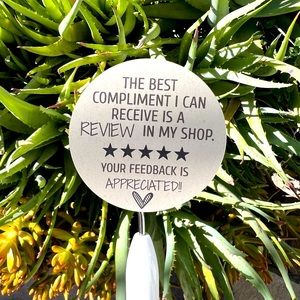 THE BEST
COMPLIMENT I CAN
RECEIVE IS A
REVIEW IN MY SHOP.
YOUR FEEDBACK IS
APPRECIATED!!